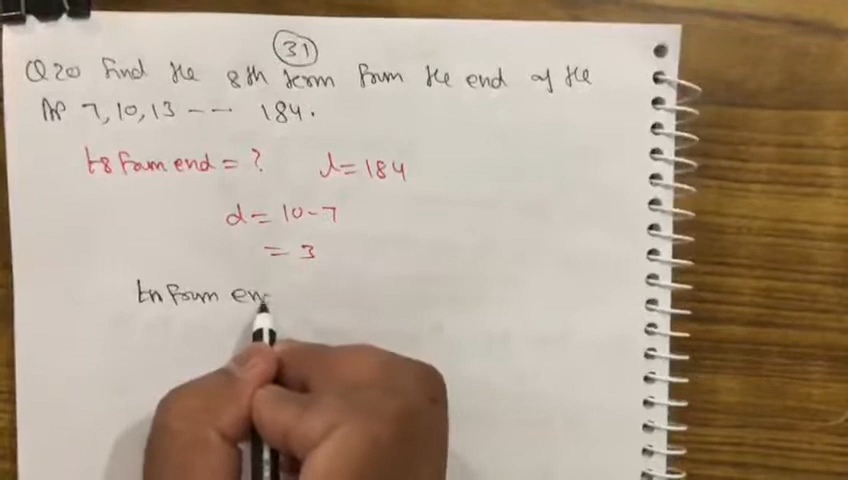 31
Q20 Find the 8th term from the end of the
AP 7, 10, 13 ---- 184.
t8 from end = ? l = 184
d = 10-7
= 3
tn from en